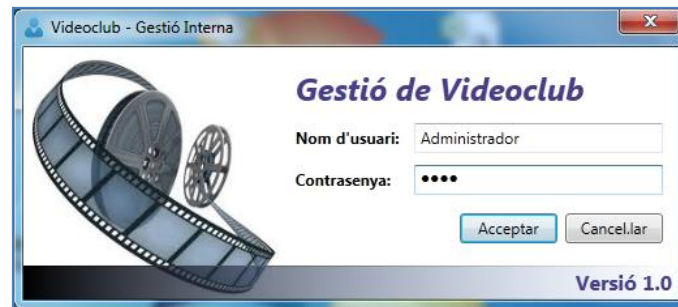 Videoclub - Gestió Interna
Gestió de Videoclub
Nom d'usuari: Administrador
Contrasenya: ••••
Acceptar Cancel.lar
Versió 1.0